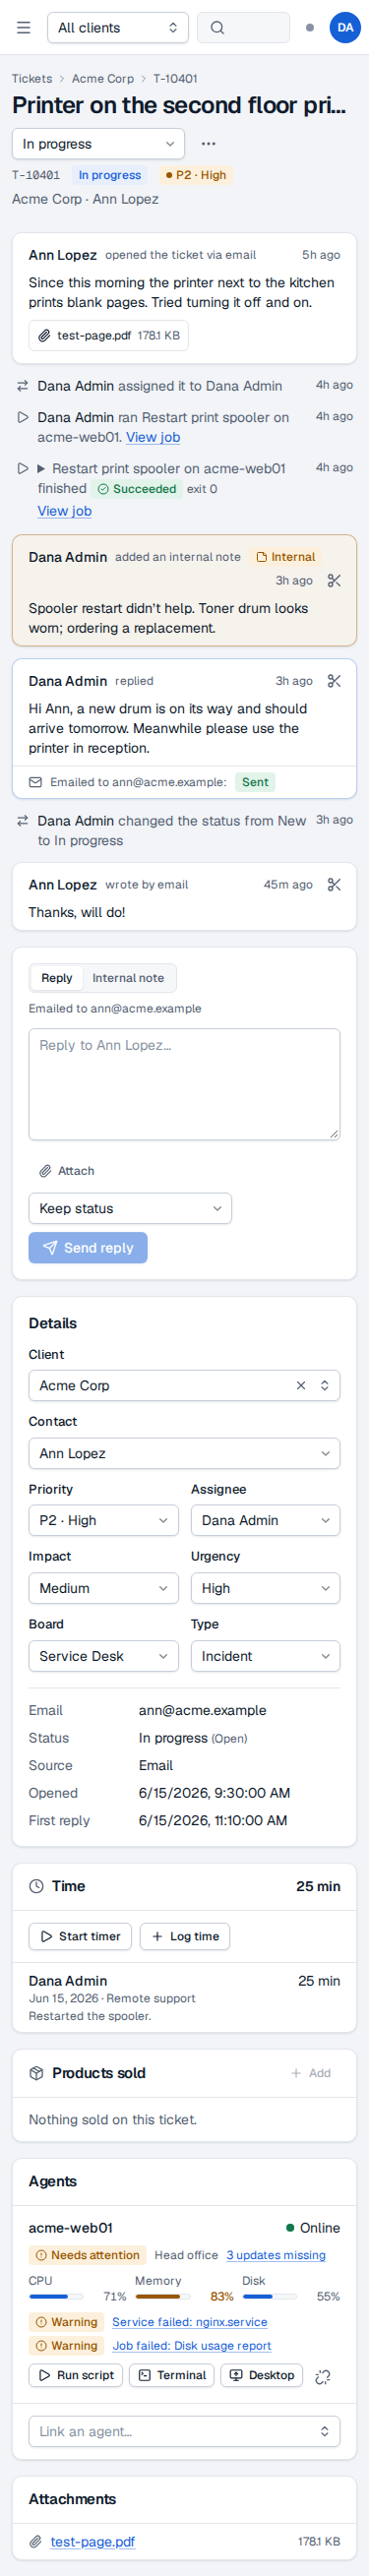 All clients
DA
Tickets > Acme Corp > T-10401
Printer on the second floor pri...
In progress
T-10401 In progress P2 · High
Acme Corp · Ann Lopez
Ann Lopez opened the ticket via email 5h ago
Since this morning the printer next to the kitchen
prints blank pages. Tried turning it off and on.
test-page.pdf 178.1 KB
Dana Admin assigned it to Dana Admin 4h ago
Dana Admin ran Restart print spooler on 4h ago
acme-web01. View job
Restart print spooler on acme-web01 4h ago
finished Succeeded exit 0
View job
Dana Admin added an internal note Internal
3h ago
Spooler restart didn't help. Toner drum looks
worn; ordering a replacement.
Dana Admin replied 3h ago
Hi Ann, a new drum is on its way and should
arrive tomorrow. Meanwhile please use the
printer in reception.
Emailed to ann@acme.example: Sent
Dana Admin changed the status from New 3h ago
to In progress
Ann Lopez wrote by email 45m ago
Thanks, will do!
Reply Internal note
Emailed to ann@acme.example
Reply to Ann Lopez...
Attach
Keep status
Send reply
Details
Client
Acme Corp
Contact
Ann Lopez
Priority Assignee
P2 · High Dana Admin
Impact Urgency
Medium High
Board Type
Service Desk Incident
Email ann@acme.example
Status In progress (Open)
Source Email
Opened 6/15/2026, 9:30:00 AM
First reply 6/15/2026, 11:10:00 AM
Time 25 min
Start timer Log time
Dana Admin 25 min
Jun 15, 2026 · Remote support
Restarted the spooler.
Products sold Add
Nothing sold on this ticket.
Agents
acme-web01 Online
Needs attention Head office 3 updates missing
CPU Memory Disk
71% 83% 55%
Warning Service failed: nginx.service
Warning Job failed: Disk usage report
Run script Terminal Desktop
Link an agent...
Attachments
test-page.pdf 178.1 KB